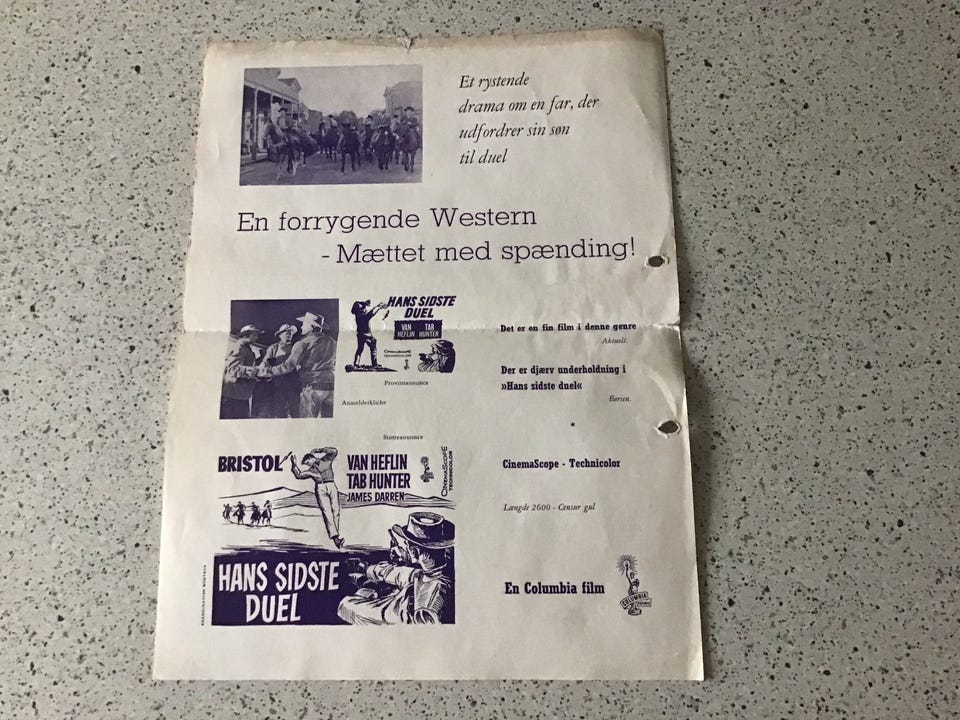 Et rystende
drama om en far, der
udfordrer sin søn
til duel
En forrygende Western
- Mættet med spænding!
HANS SIDSTE
DUEL
VAN TAB
HEFLIN HUNTER
CINEMASCOPE
TECHNICOLOR
Provinsannonce
Anmelderkliche
Det er en fin film i denne genre
Aktuelt.
Der er djærv underholdning i
»Hans sidste duel«
Børsen.
*
Støtteannonce
BRISTOL
VAN HEFLIN
TAB HUNTER
JAMES DARREN
CINEMASCOPE
TECHNICOLOR
HANS SIDSTE
DUEL
CinemaScope - Technicolor
Længde 2600 - Censur gul
En Columbia film
COLUMBIA